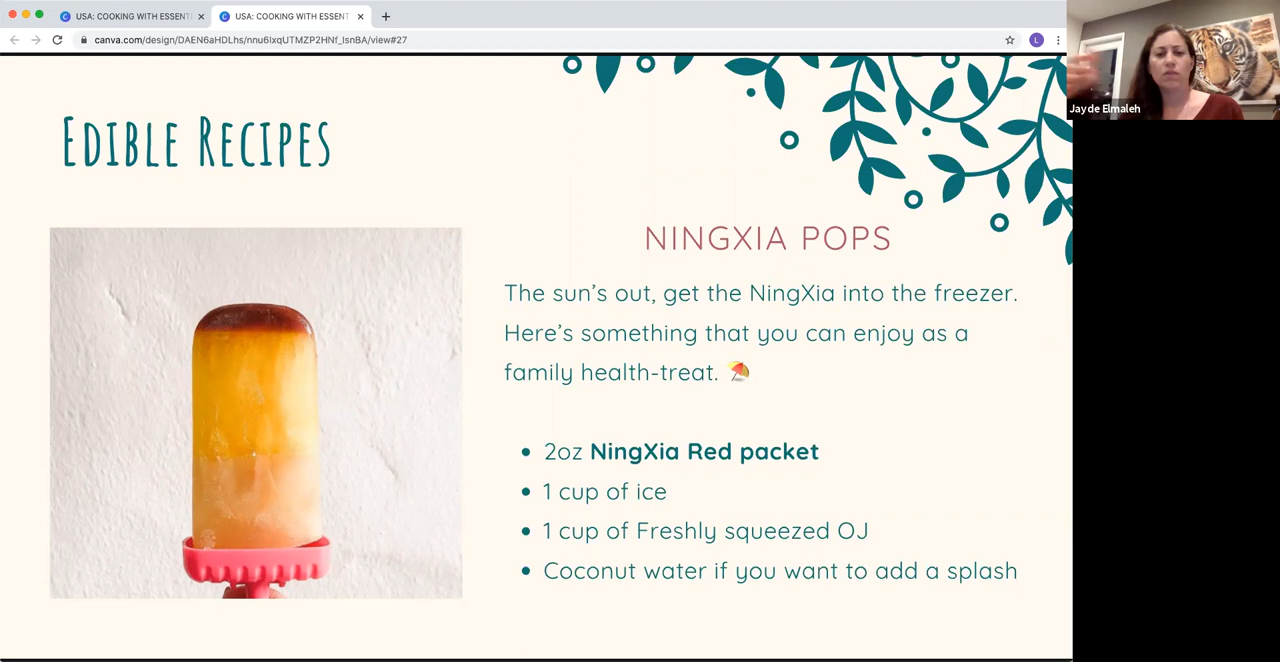 USA: COOKING WITH ESSENTI
USA: COOKING WITH ESSENT
canva.com/design/DAEN6aHDLhs/nnu6IxqUTMZP2HNf_IsnBA/view#27
L
Jayde Elmaleh
EDIBLE RECIPES
NINGXIA POPS
The sun's out, get the NingXia into the freezer.
Here's something that you can enjoy as a
family health-treat. ⛱
• 2oz NingXia Red packet
• 1 cup of ice
• 1 cup of Freshly squeezed OJ
• Coconut water if you want to add a splash